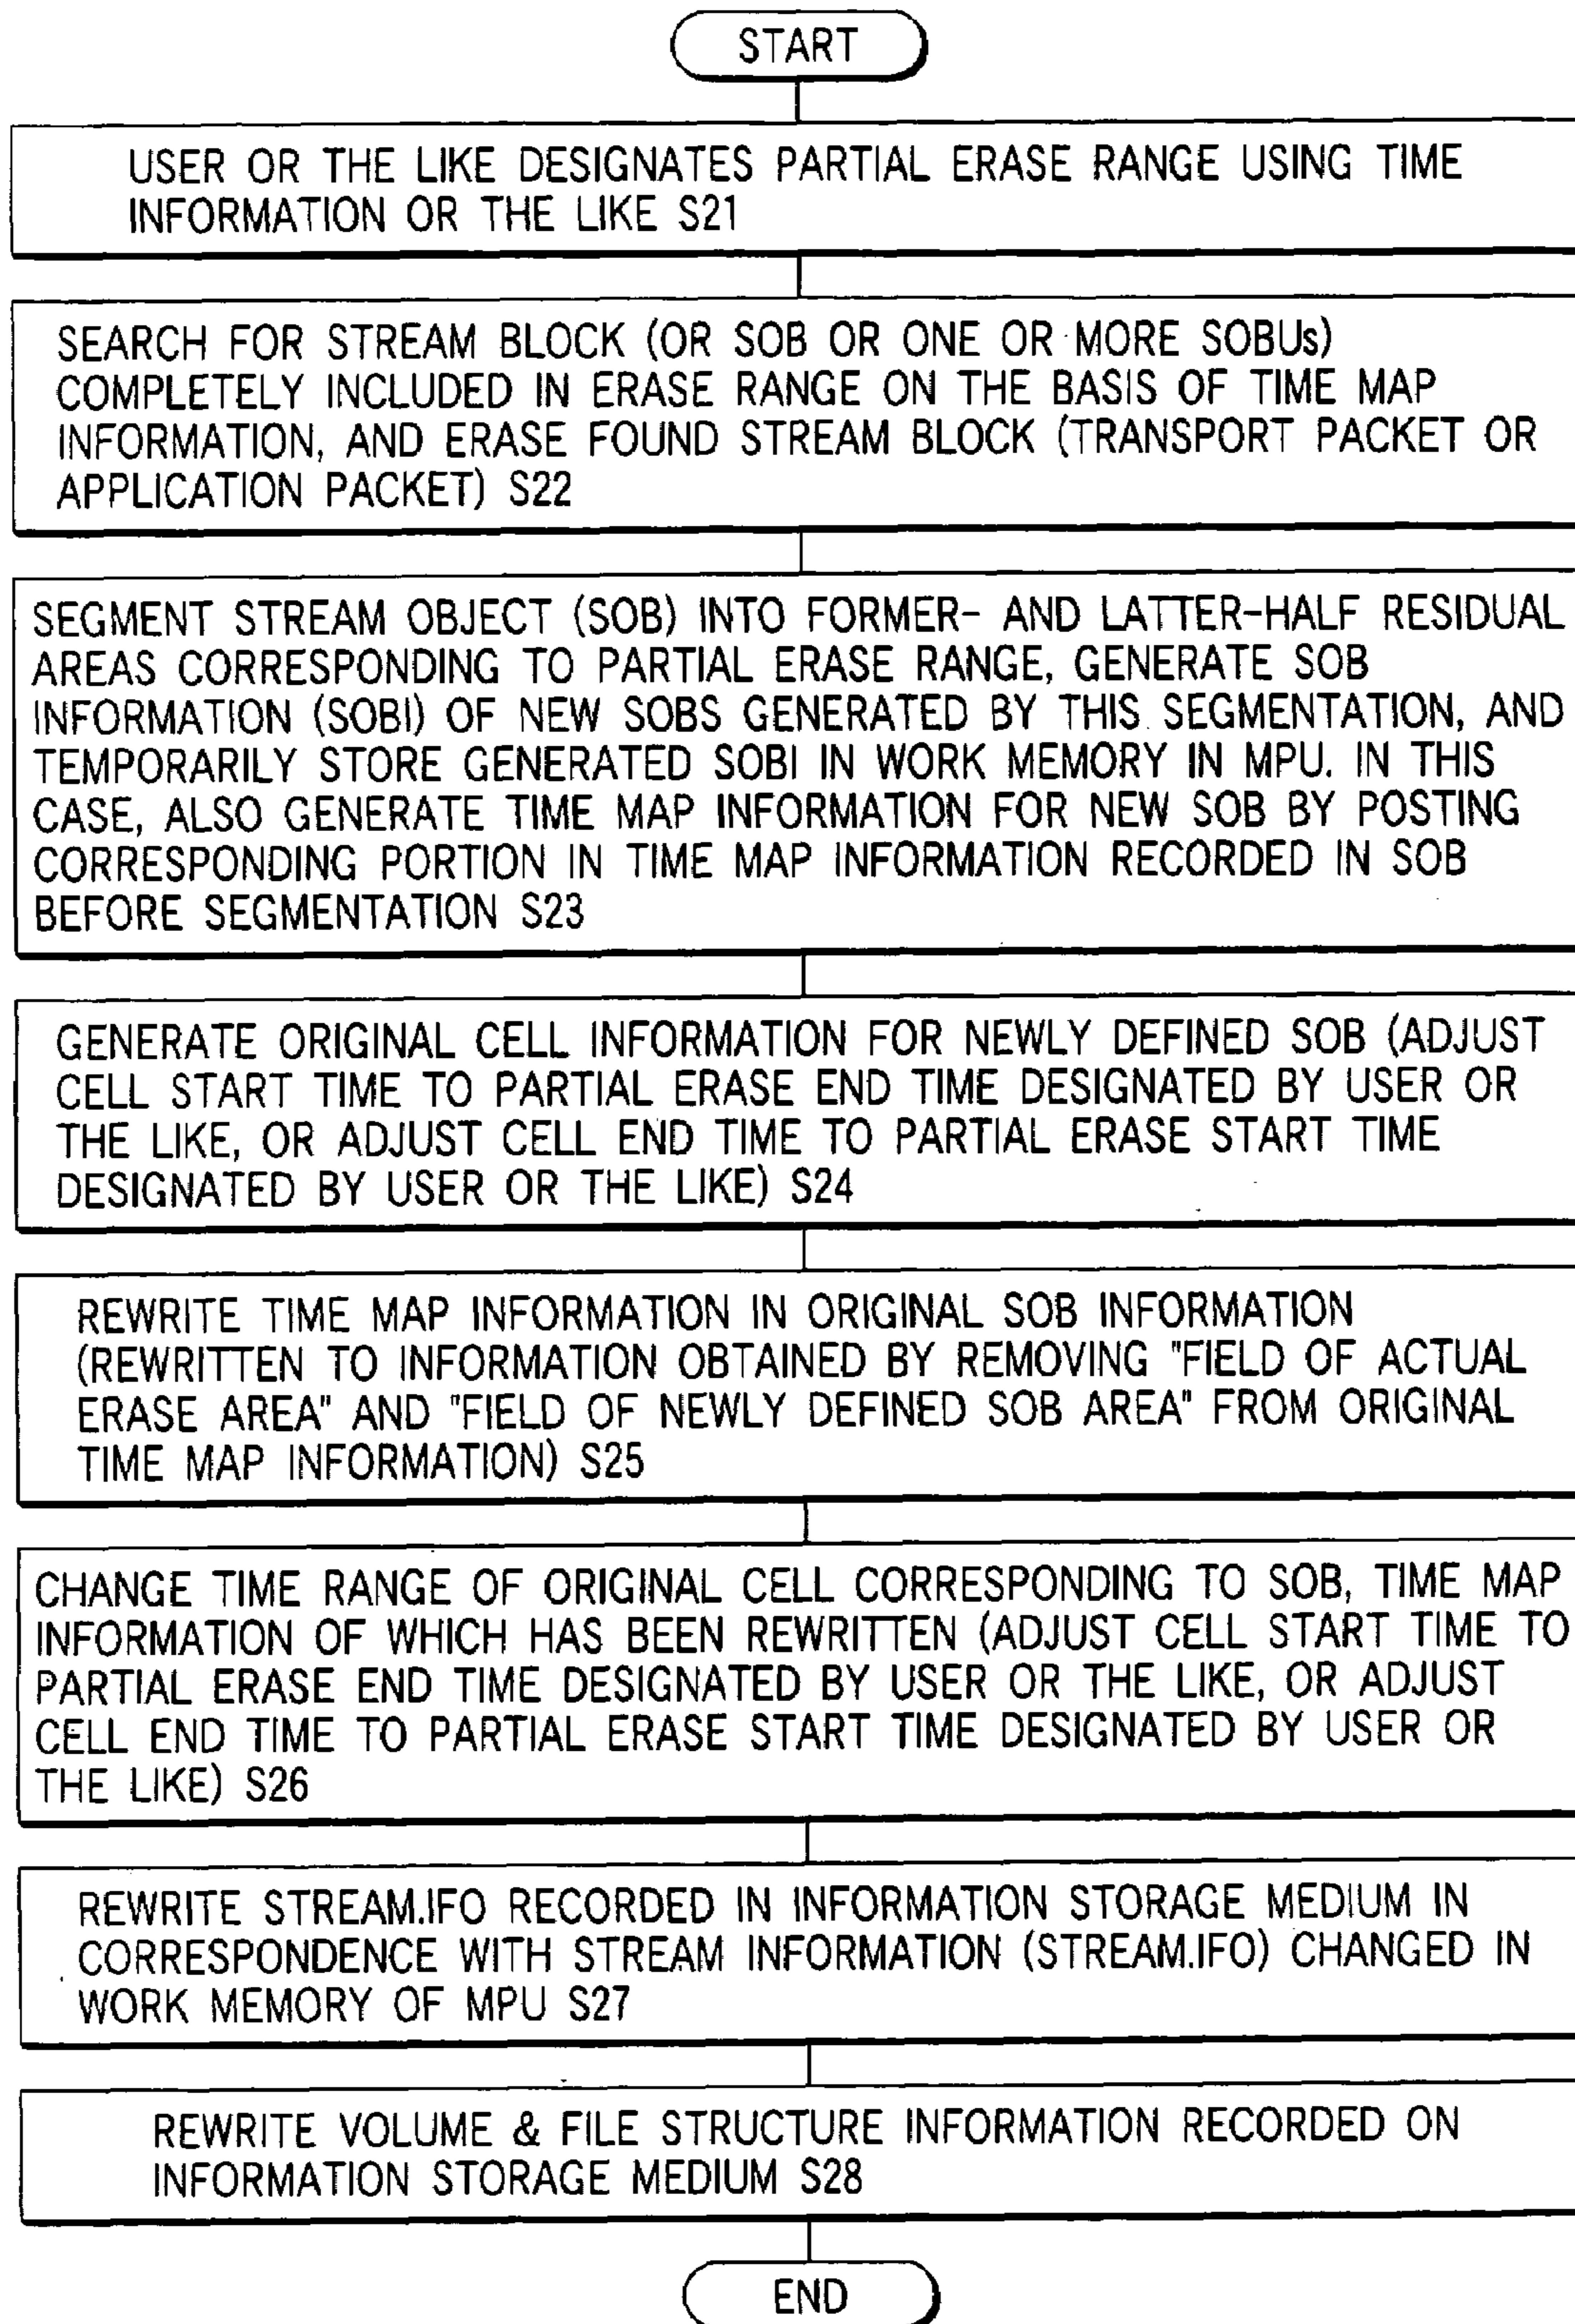 START
USER OR THE LIKE DESIGNATES PARTIAL ERASE RANGE USING TIME
INFORMATION OR THE LIKE S21
SEARCH FOR STREAM BLOCK (OR SOB OR ONE OR MORE SOBUs)
COMPLETELY INCLUDED IN ERASE RANGE ON THE BASIS OF TIME MAP
INFORMATION, AND ERASE FOUND STREAM BLOCK (TRANSPORT PACKET OR
APPLICATION PACKET) S22
SEGMENT STREAM OBJECT (SOB) INTO FORMER- AND LATTER-HALF RESIDUAL
AREAS CORRESPONDING TO PARTIAL ERASE RANGE, GENERATE SOB
INFORMATION (SOBI) OF NEW SOBS GENERATED BY THIS SEGMENTATION, AND
TEMPORARILY STORE GENERATED SOBI IN WORK MEMORY IN MPU. IN THIS
CASE, ALSO GENERATE TIME MAP INFORMATION FOR NEW SOB BY POSTING
CORRESPONDING PORTION IN TIME MAP INFORMATION RECORDED IN SOB
BEFORE SEGMENTATION S23
GENERATE ORIGINAL CELL INFORMATION FOR NEWLY DEFINED SOB (ADJUST
CELL START TIME TO PARTIAL ERASE END TIME DESIGNATED BY USER OR
THE LIKE, OR ADJUST CELL END TIME TO PARTIAL ERASE START TIME
DESIGNATED BY USER OR THE LIKE) S24
REWRITE TIME MAP INFORMATION IN ORIGINAL SOB INFORMATION
(REWRITTEN TO INFORMATION OBTAINED BY REMOVING "FIELD OF ACTUAL
ERASE AREA" AND "FIELD OF NEWLY DEFINED SOB AREA" FROM ORIGINAL
TIME MAP INFORMATION) S25
CHANGE TIME RANGE OF ORIGINAL CELL CORRESPONDING TO SOB, TIME MAP
INFORMATION OF WHICH HAS BEEN REWRITTEN (ADJUST CELL START TIME TO
PARTIAL ERASE END TIME DESIGNATED BY USER OR THE LIKE, OR ADJUST
CELL END TIME TO PARTIAL ERASE START TIME DESIGNATED BY USER OR
THE LIKE) S26
REWRITE STREAM.IFO RECORDED IN INFORMATION STORAGE MEDIUM IN
CORRESPONDENCE WITH STREAM INFORMATION (STREAM.IFO) CHANGED IN
WORK MEMORY OF MPU S27
REWRITE VOLUME & FILE STRUCTURE INFORMATION RECORDED ON
INFORMATION STORAGE MEDIUM S28
END